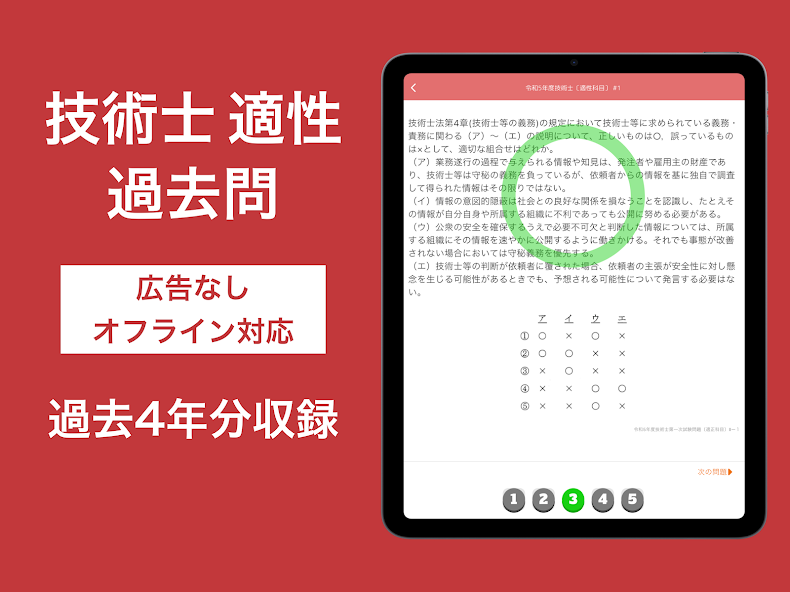 技術士 適性
過去問
広告なし
オフライン対応
過去4年分収録
令和5年度技術士〔適性科目〕 #1
技術士法第4章(技術士等の義務)の規定において技術士等に求められている義務・
責務に関わる（ア）～（エ）の説明について、正しいものは○、誤っているもの
は×として、適切な組合せはどれか。
（ア）業務遂行の過程で与えられる情報や知見は、発注者や雇用主の財産であ
り、技術士等は守秘の義務を負っているが、依頼者からの情報を基に独自で調査
して得られた情報はその限りではない。
（イ）情報の意図的隠蔽は社会との良好な関係を損なうことを認識し、たとえそ
の情報が自分自身や所属する組織に不利であっても公開に努める必要がある。
（ウ）公衆の安全を確保するうえで必要不可欠と判断した情報については、所属
する組織にその情報を速やかに公開するように働きかける。それでも事態が改善
されない場合においては守秘義務を優先する。
（エ）技術士等の判断が依頼者に覆された場合、依頼者の主張が安全性に対し懸
念を生じる可能性があるときでも、予想される可能性について発言する必要はな
い。
ア イ ウ エ
① ○ × ○ ×
② ○ ○ × ×
③ × ○ × ×
④ × × ○ ○
⑤ × × ○ ×
令和5年度技術士第一次試験問題〔適正科目〕#ー1
次の問題
1 2 3 4 5